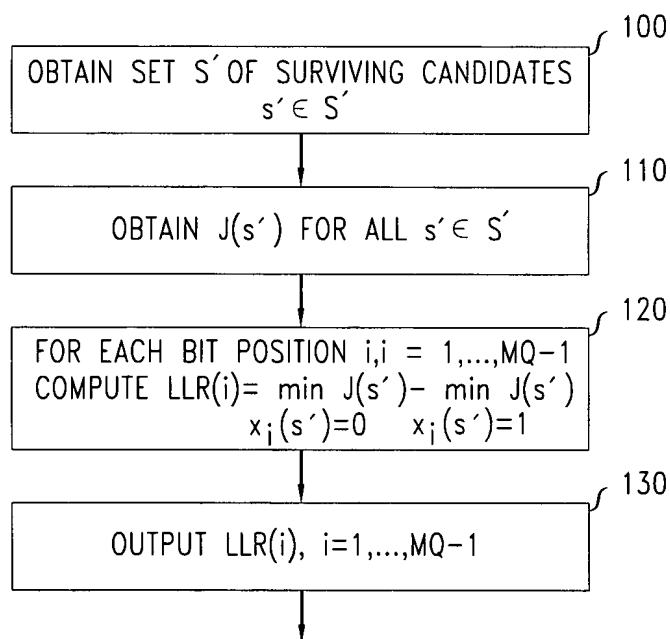 100
OBTAIN SET S′ OF SURVIVING CANDIDATES
s′ ∈ S′
110
OBTAIN J(s′) FOR ALL s′ ∈ S′
120
FOR EACH BIT POSITION i,i = 1,...,MQ-1
COMPUTE LLR(i)= min J(s′)- min J(s′)
xi(s′)=0 xi(s′)=1
130
OUTPUT LLR(i), i=1,...,MQ-1